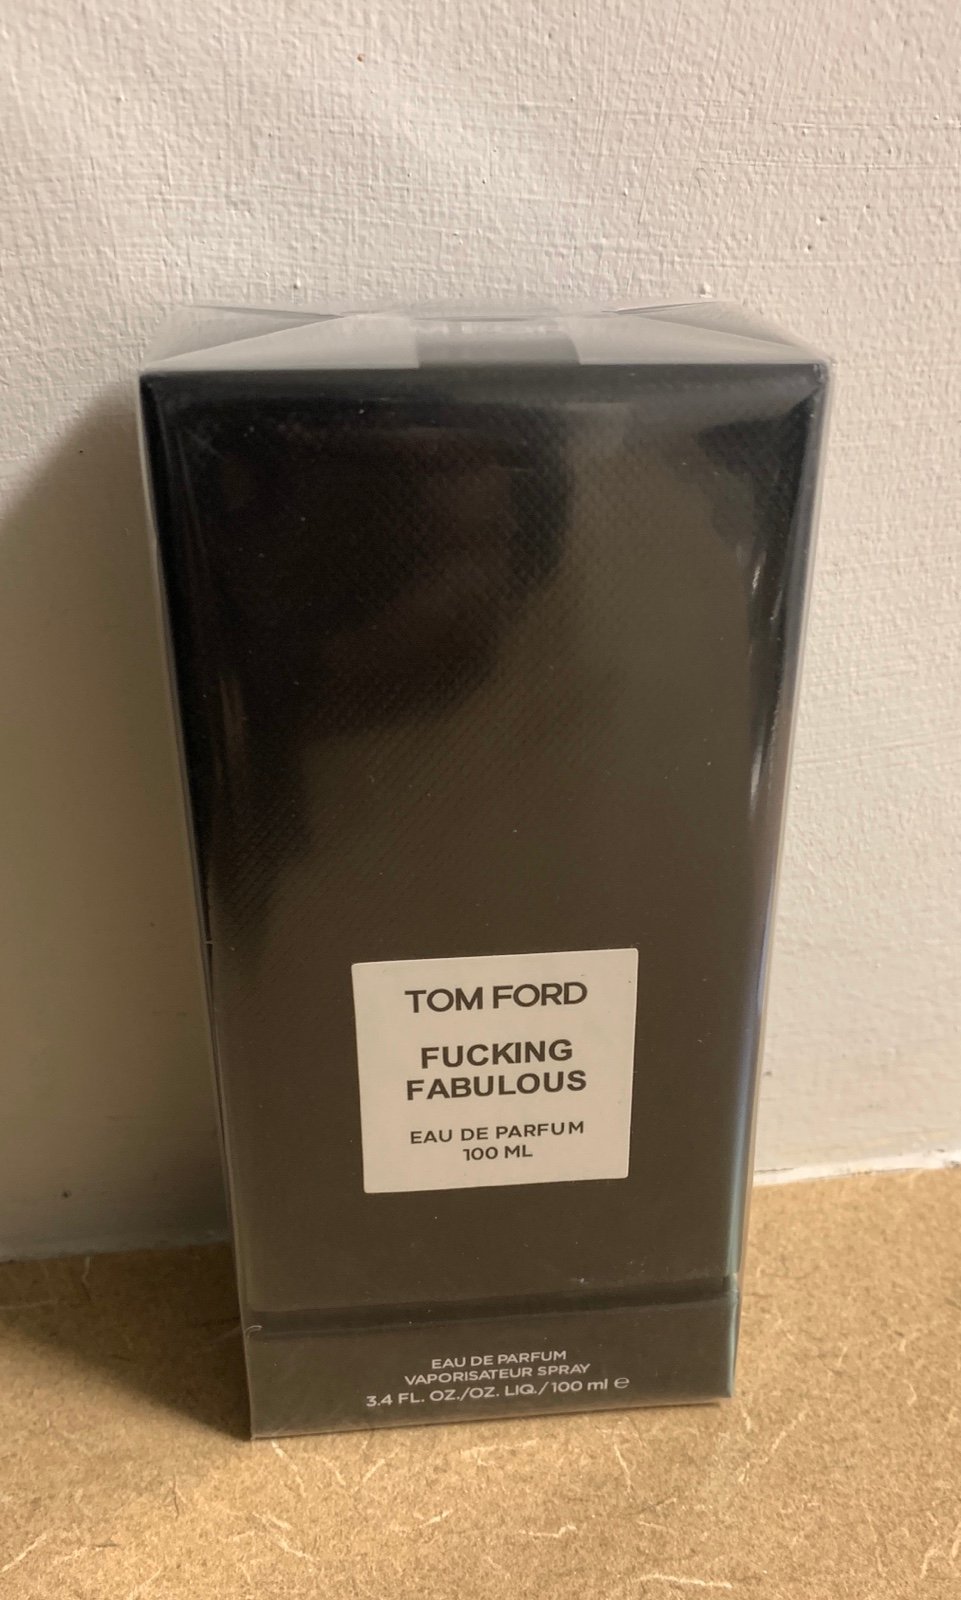 TOM FORD
FUCKING
FABULOUS
EAU DE PARFUM
100 ML
EAU DE PARFUM
VAPORISATEUR SPRAY
3.4 FL. OZ./OZ. LIQ./100 ml ℮